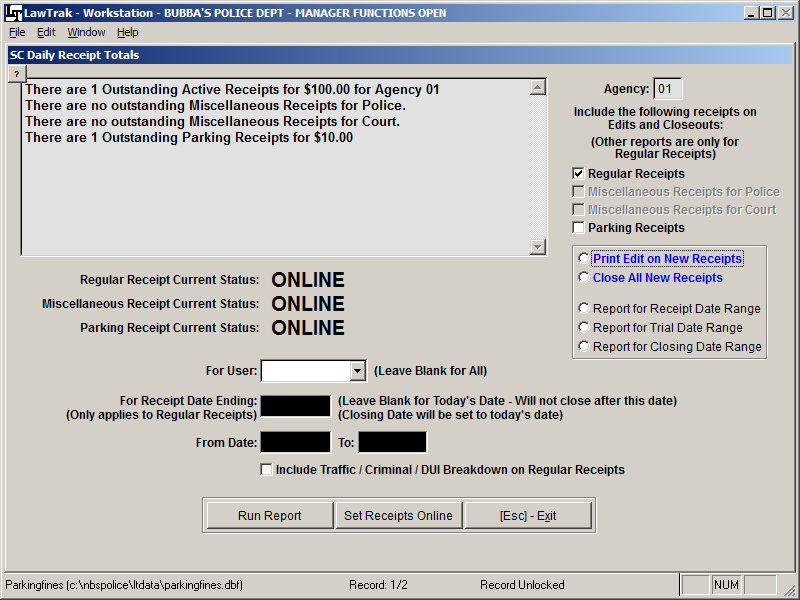 LawTrak - Workstation - BUBBA'S POLICE DEPT - MANAGER FUNCTIONS OPEN
File Edit Window Help
SC Daily Receipt Totals
?
There are 1 Outstanding Active Receipts for $100.00 for Agency 01
There are no outstanding Miscellaneous Receipts for Police.
There are no outstanding Miscellaneous Receipts for Court.
There are 1 Outstanding Parking Receipts for $10.00
Agency: 01
Include the following receipts on
Edits and Closeouts:
(Other reports are only for
Regular Receipts)
Regular Receipts
Miscellaneous Receipts for Police
Miscellaneous Receipts for Court
Parking Receipts
Print Edit on New Receipts
Close All New Receipts
Report for Receipt Date Range
Report for Trial Date Range
Report for Closing Date Range
Regular Receipt Current Status: ONLINE
Miscellaneous Receipt Current Status: ONLINE
Parking Receipt Current Status: ONLINE
For User: (Leave Blank for All)
For Receipt Date Ending: (Leave Blank for Today's Date - Will not close after this date)
(Only applies to Regular Receipts) (Closing Date will be set to today's date)
From Date: To:
Include Traffic / Criminal / DUI Breakdown on Regular Receipts
Run Report Set Receipts Online [Esc] - Exit
Parkingfines (c:\nbspolice\ltdata\parkingfines.dbf) Record: 1/2 Record Unlocked NUM